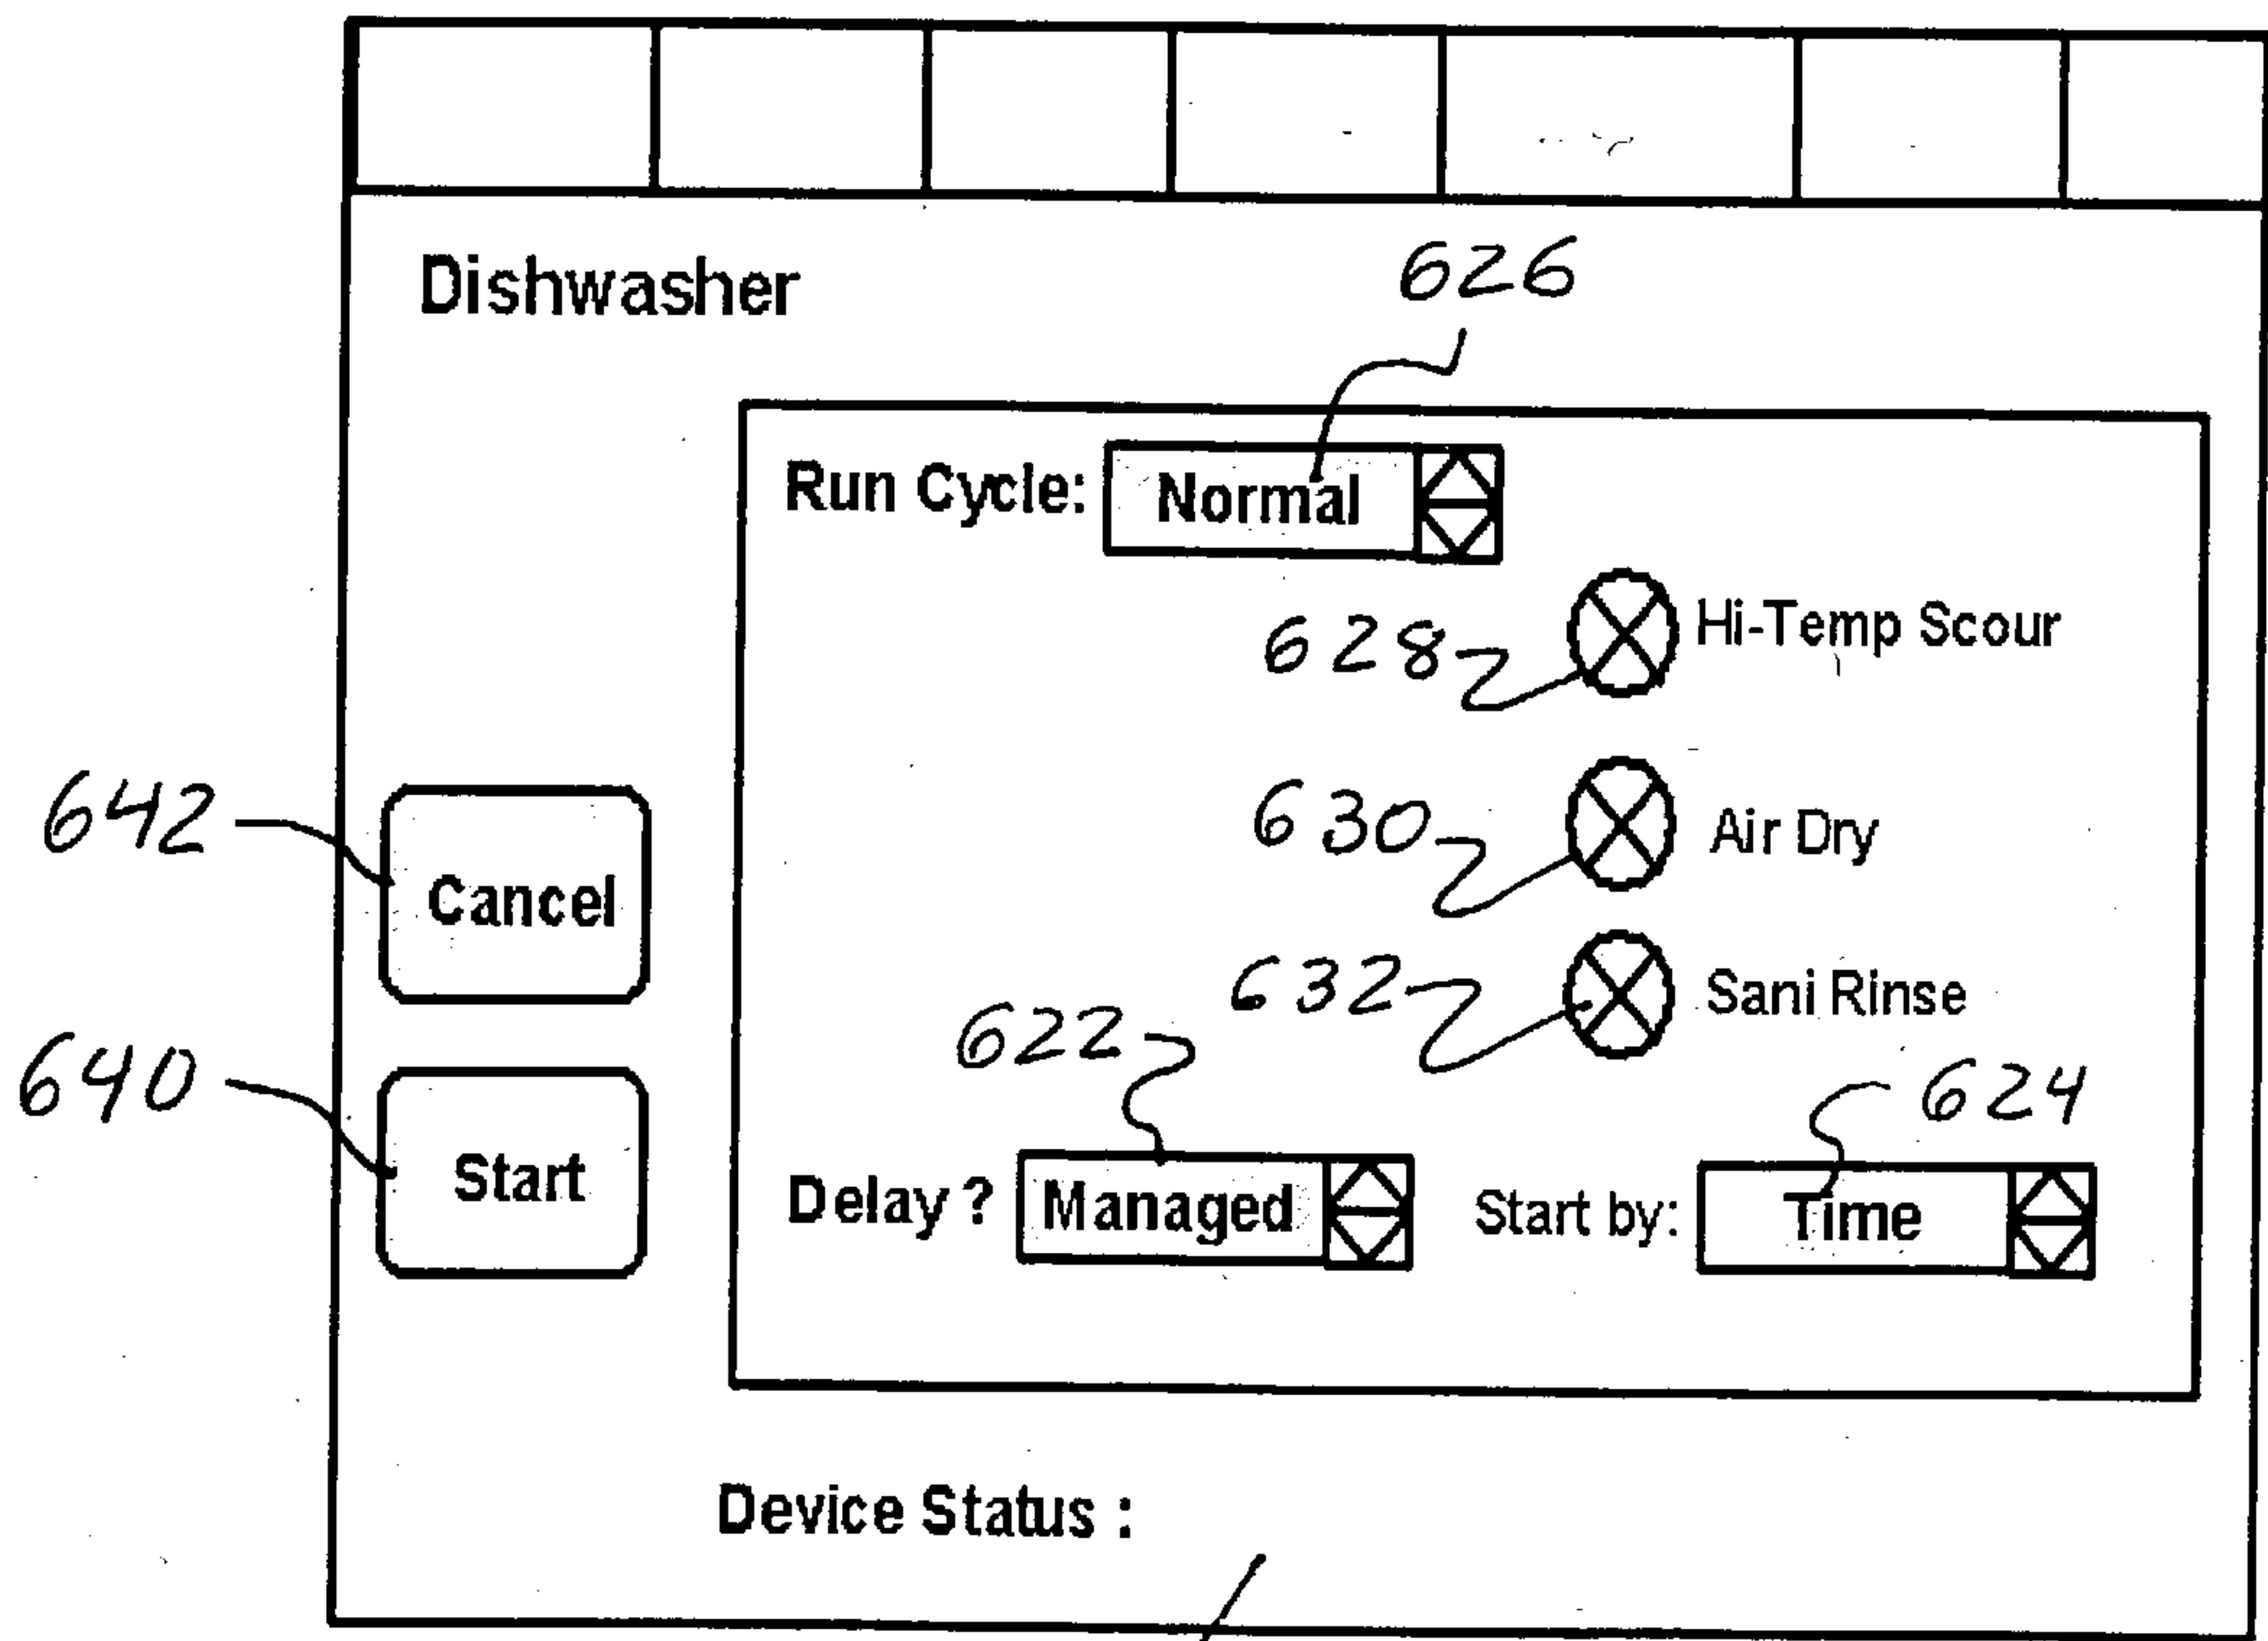 Dishwasher
626
Run Cycle: Normal
628 Hi-Temp Scour
642
630 Air Dry
Cancel
632 Sani Rinse
622
640
624
Start
Delay ? Managed Start by: Time
Device Status :